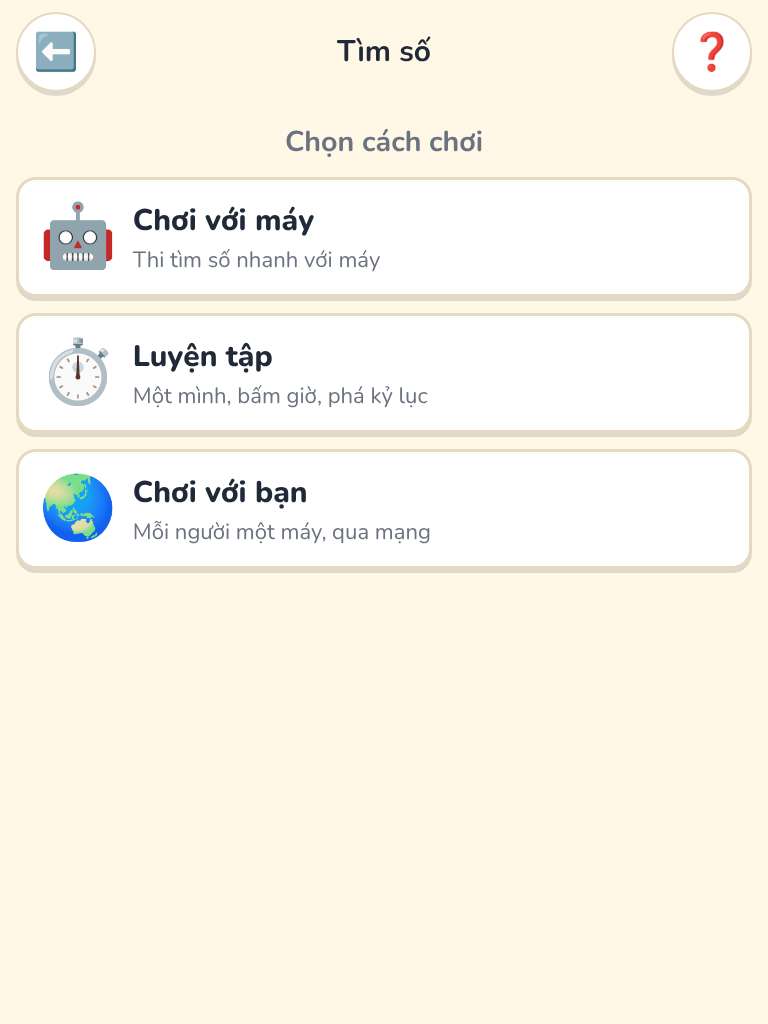 Tìm số
Chọn cách chơi
Chơi với máy
Thi tìm số nhanh với máy
Luyện tập
Một mình, bấm giờ, phá kỷ lục
Chơi với bạn
Mỗi người một máy, qua mạng